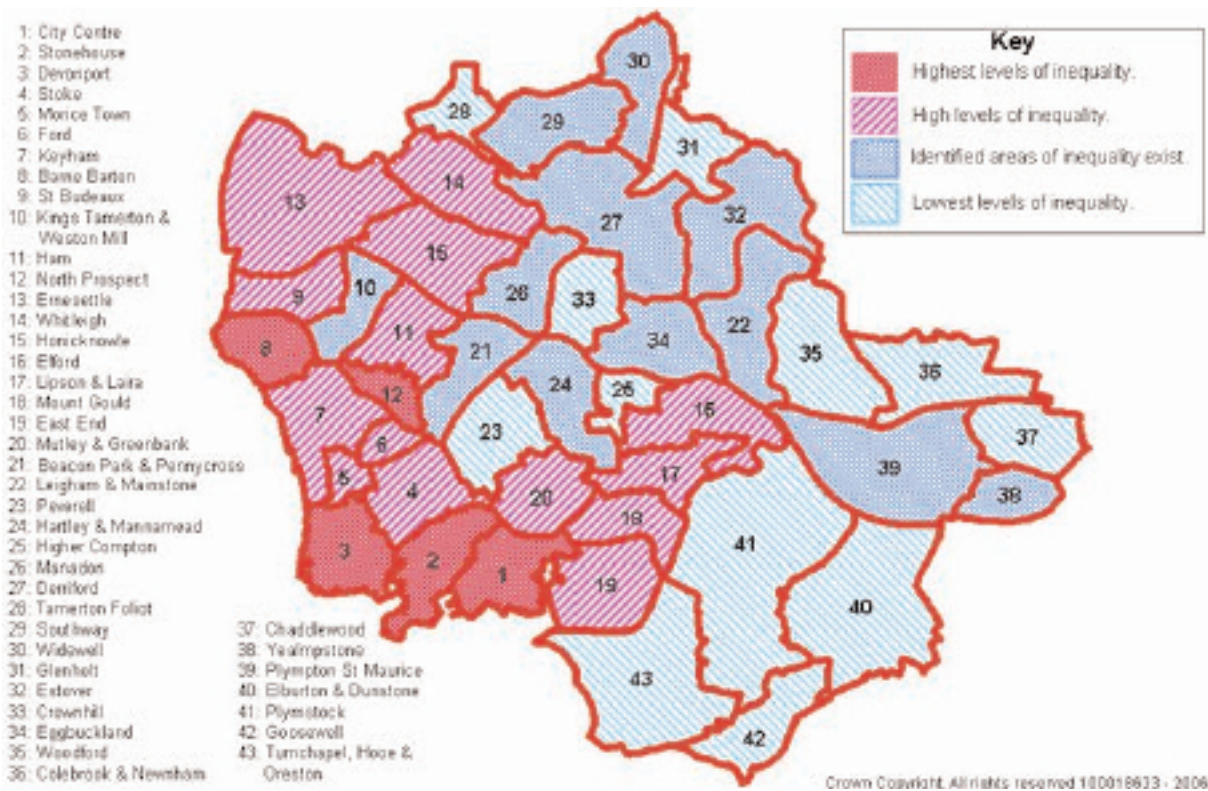 1: City Centre
2: Stonehouse
3: Devonport
4: Stoke
5: Morice Town
6: Ford
7: Keyham
8: Barne Barton
9: St Budeaux
10: Kings Tamerton &
Weston Mill
11: Ham
12: North Prospect
13: Ernesettle
14: Whitleigh
15: Honicknowle
16: Efford
17: Lipson & Laira
18: Mount Gould
19: East End
20: Mutley & Greenbank
21: Beacon Park & Pennycross
22: Leigham & Mainstone
23: Peverell
24: Hartley & Mannamead
25: Higher Compton
26: Manadon
27: Derriford
28: Tamerton Foliot
29: Southway
30: Widewell
31: Glenholt
32: Estover
33: Crownhill
34: Eggbuckland
35: Woodford
36: Colebrook & Newnham
37: Chaddlewood
38: Yealmpstone
39: Plympton St Maurice
40: Elburton & Dunstone
41: Plymstock
42: Goosewell
43: Turnchapel, Hooe &
Oreston
Key
Highest levels of inequality.
High levels of inequality.
Identified areas of inequality exist.
Lowest levels of inequality.
30
28
29
31
14
13
27
32
15
10
9
26
33
11
22
8
21
34
35
24
36
12
25
7
16
23
37
6
39
5
17
38
4
20
18
3
2
41
1
19
40
43
42
Crown Copyright. All rights reserved 100018633 - 2006